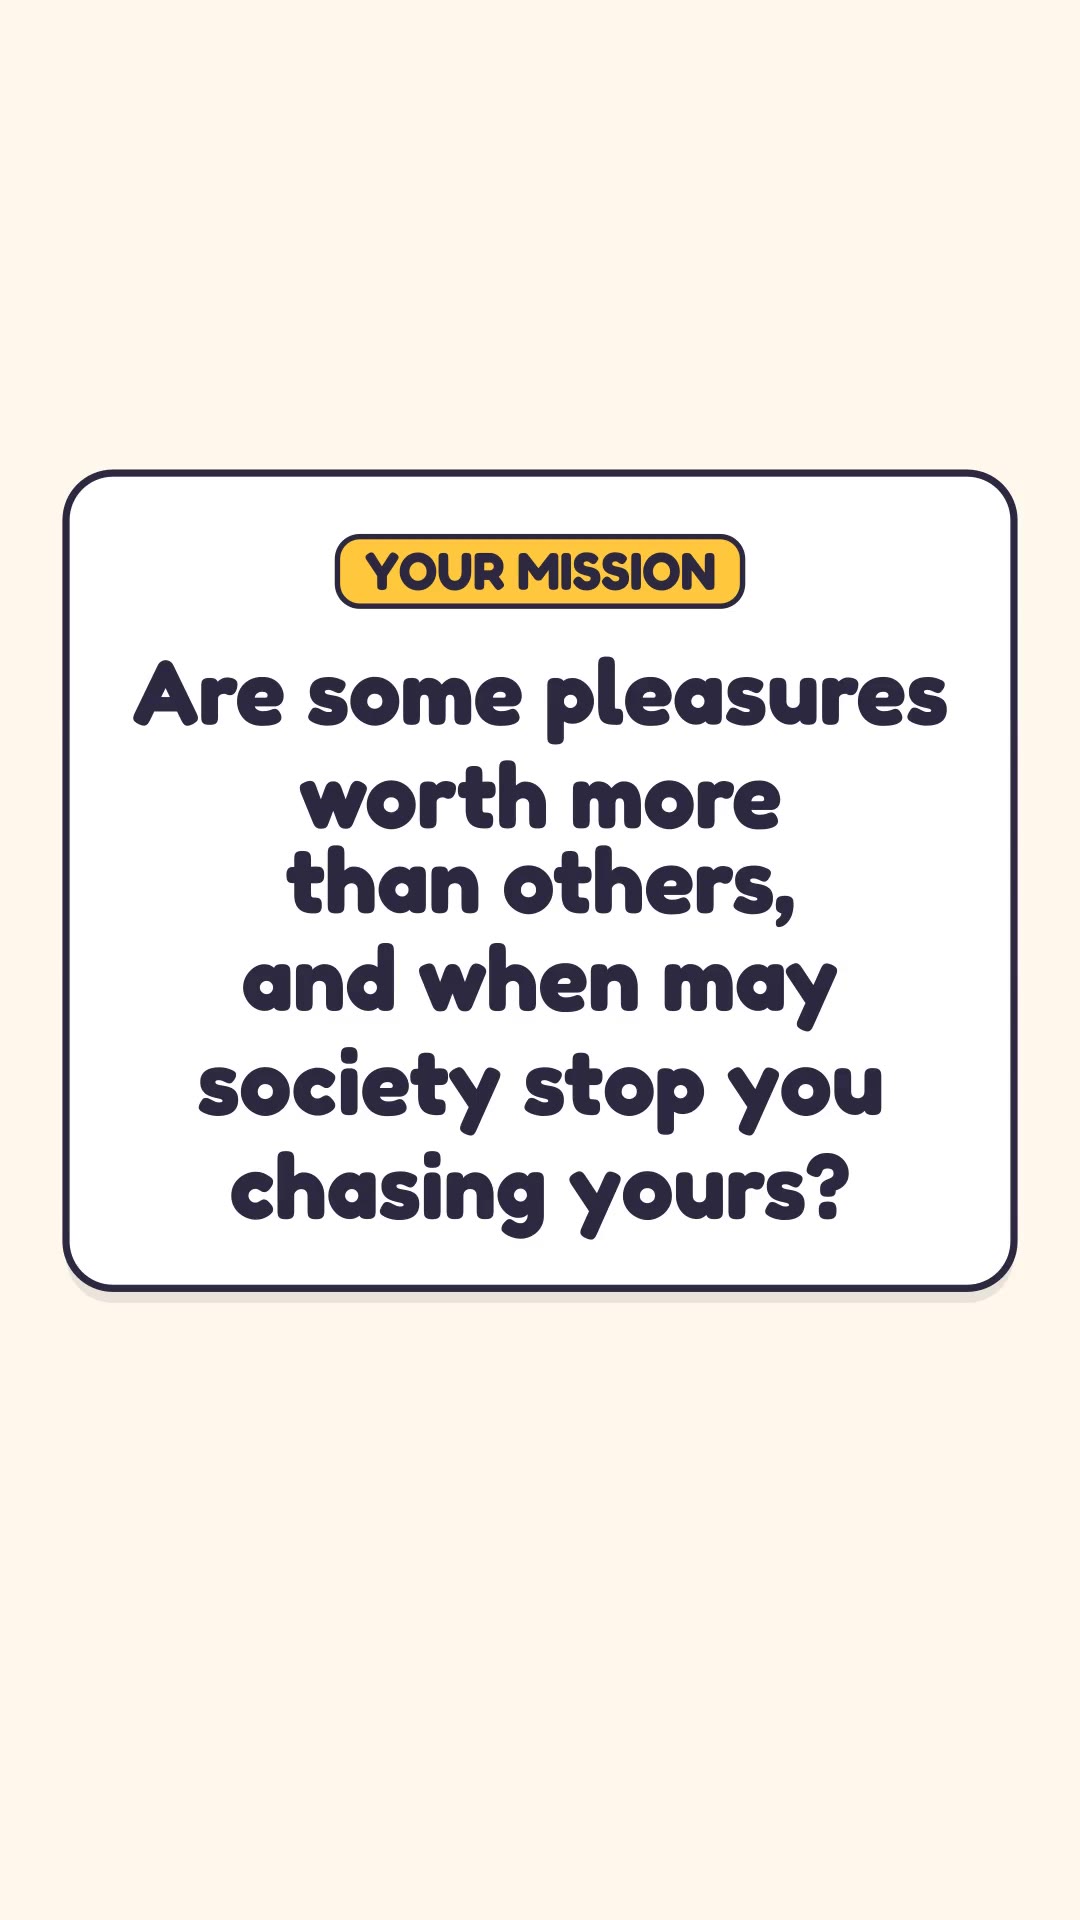 YOUR MISSION
Are some pleasures
worth more
than others,
and when may
society stop you
chasing yours?